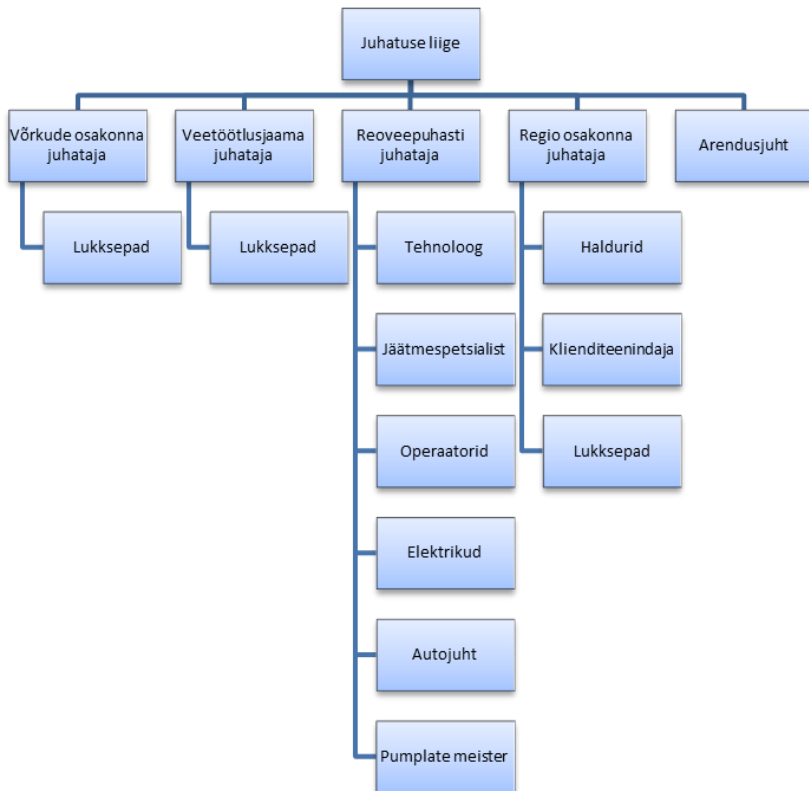 Juhatuse liige
Võrkude osakonna
juhataja
Veetöötlusjaama
juhataja
Reoveepuhasti
juhataja
Regio osakonna
juhataja
Arendusjuht
Lukksepad
Lukksepad
Tehnoloog
Haldurid
Jäätmespetsialist
Klienditeenindaja
Operaatorid
Lukksepad
Elektrikud
Autojuht
Pumplate meister